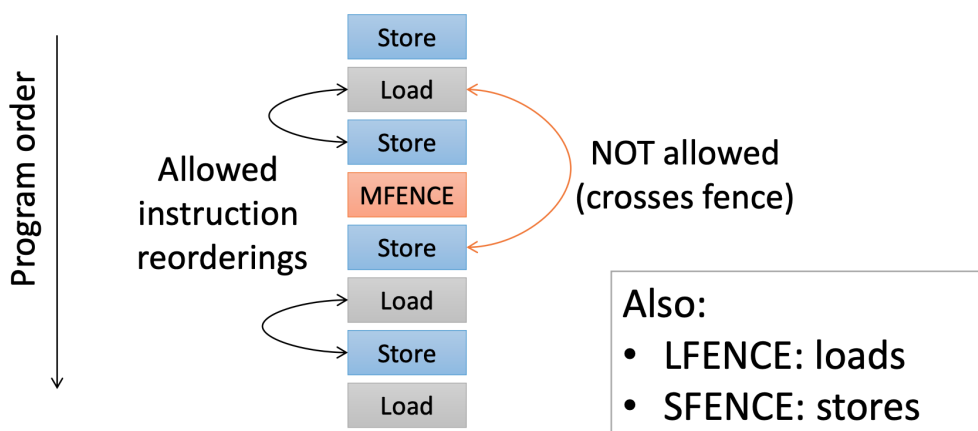 Program order
Store
Load
Store
MFENCE
Store
Load
Store
Load
Allowed
instruction
reorderings
NOT allowed
(crosses fence)
Also:
• LFENCE: loads
• SFENCE: stores